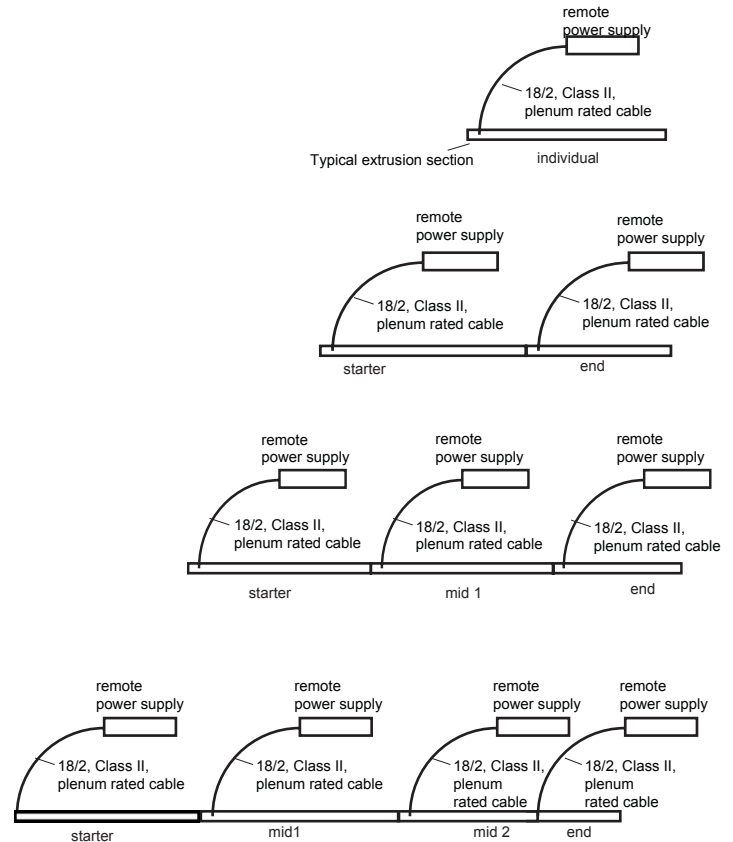 remote
power supply
18/2, Class II,
plenum rated cable
Typical extrusion section
individual
remote
power supply
18/2, Class II,
plenum rated cable
starter
remote
power supply
18/2, Class II,
plenum rated cable
end
remote
power supply
18/2, Class II,
plenum rated cable
starter
remote
power supply
18/2, Class II,
plenum rated cable
mid 1
remote
power supply
18/2, Class II,
plenum rated cable
end
remote
power supply
18/2, Class II,
plenum rated cable
starter
remote
power supply
18/2, Class II,
plenum rated cable
mid1
remote
power supply
18/2, Class II,
plenum
rated cable
mid 2
remote
power supply
18/2, Class II,
plenum
rated cable
end